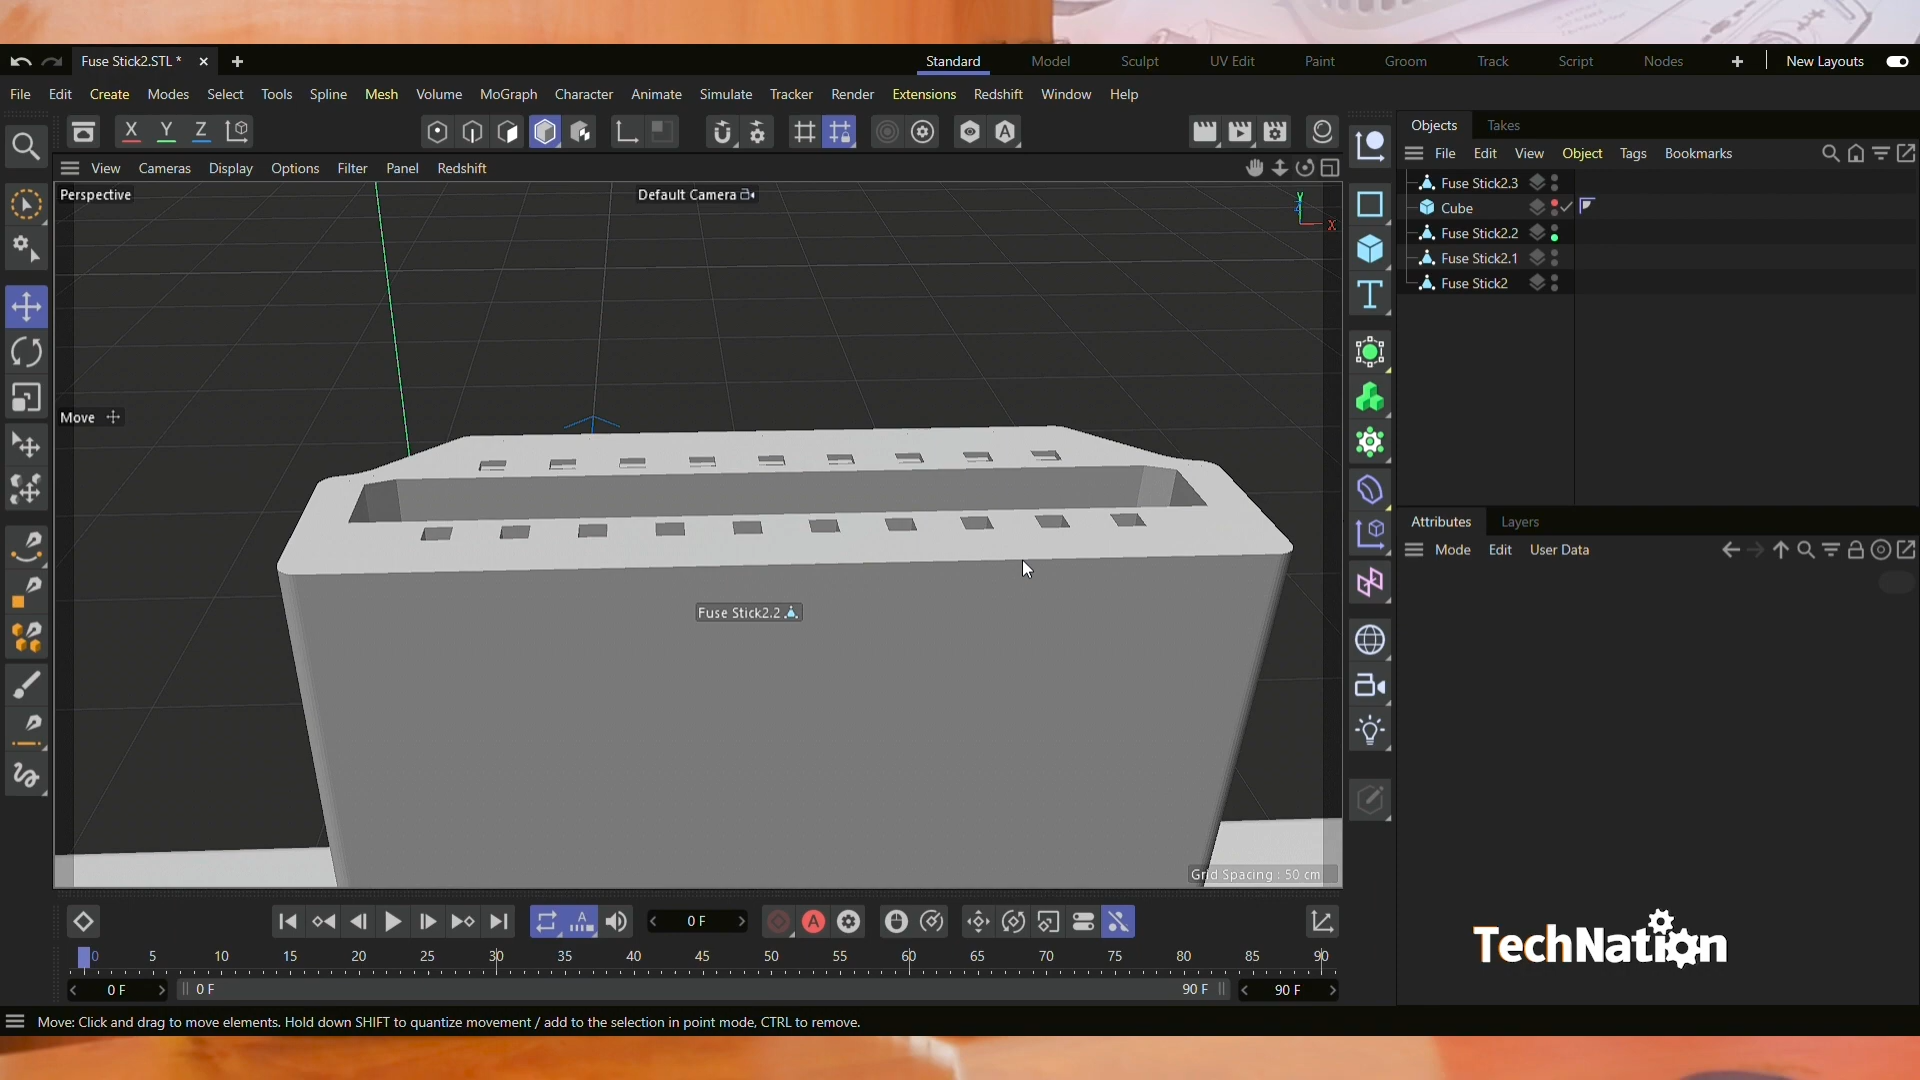 Fuse Stick2.STL *
Standard Model Sculpt UV Edit Paint Groom Track Script Nodes New Layouts
File Edit Create Modes Select Tools Spline Mesh Volume MoGraph Character Animate Simulate Tracker Render Extensions Redshift Window Help
X Y Z
View Cameras Display Options Filter Panel Redshift
Perspective
Default Camera
Y
Z
X
Move
Fuse Stick2.2
Grid Spacing : 50 cm
Objects Takes
File Edit View Object Tags Bookmarks
Fuse Stick2.3
Cube
Fuse Stick2.2
Fuse Stick2.1
Fuse Stick2
Attributes Layers
Mode Edit User Data
0 F
0 5 10 15 20 25 30 35 40 45 50 55 60 65 70 75 80 85 90
0 F 0 F 90 F 90 F
TechNation
Move: Click and drag to move elements. Hold down SHIFT to quantize movement / add to the selection in point mode, CTRL to remove.